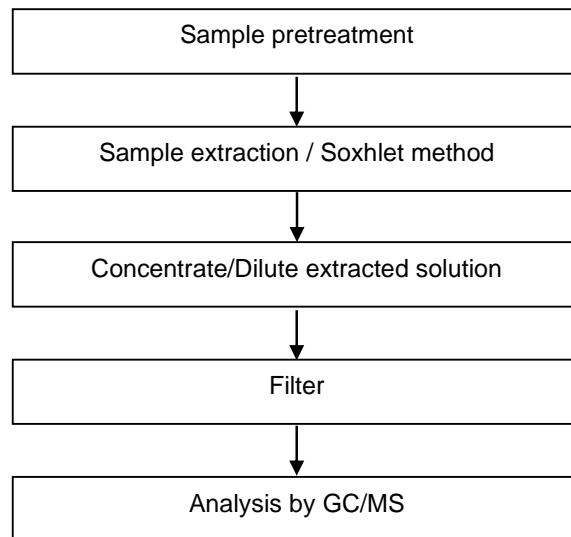 Sample pretreatment
Sample extraction / Soxhlet method
Concentrate/Dilute extracted solution
Filter
Analysis by GC/MS